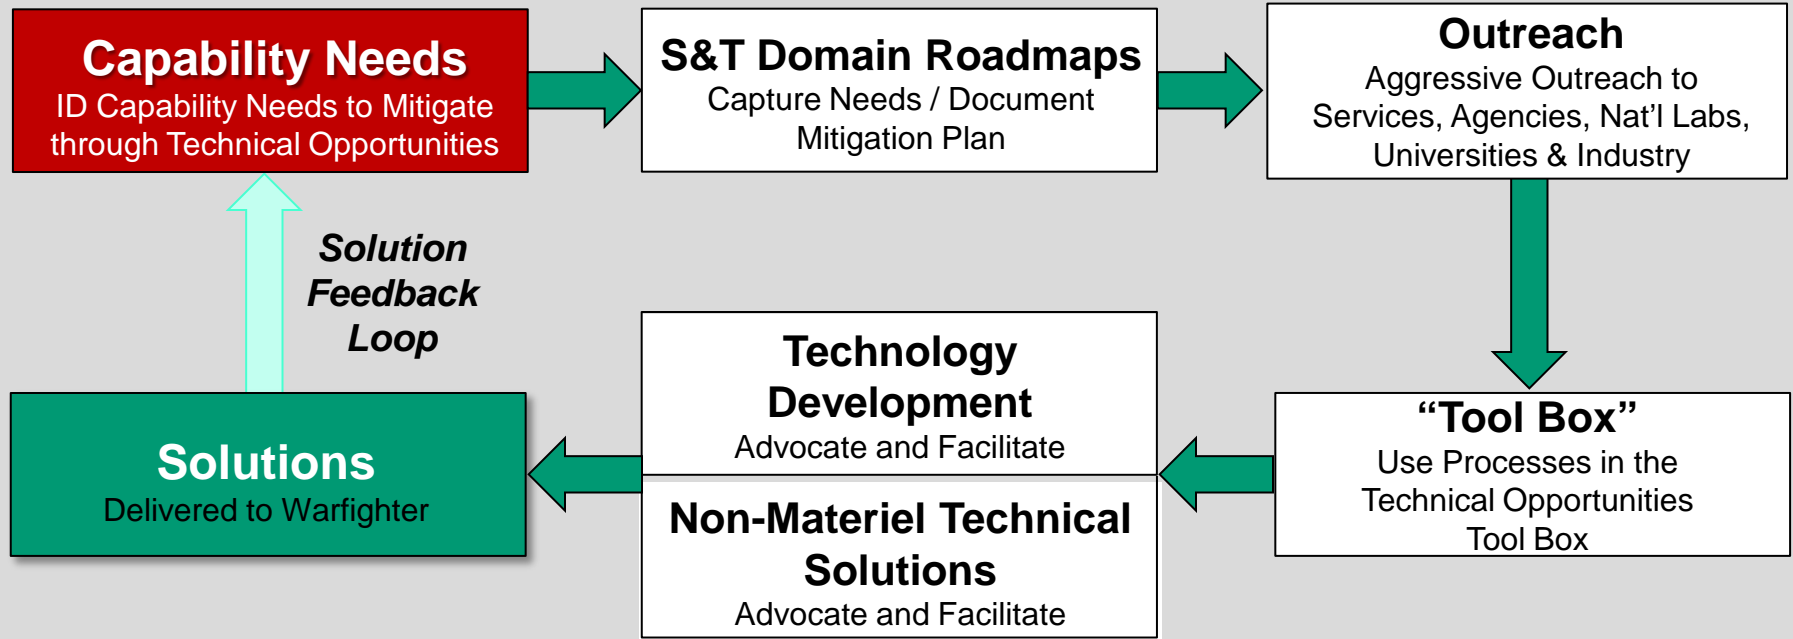 Capability Needs
ID Capability Needs to Mitigate
through Technical Opportunities
S&T Domain Roadmaps
Capture Needs / Document
Mitigation Plan
Outreach
Aggressive Outreach to
Services, Agencies, Nat’l Labs,
Universities & Industry
Solution
Feedback
Loop
Technology
Development
Advocate and Facilitate
Non-Materiel Technical
Solutions
Advocate and Facilitate
“Tool Box”
Use Processes in the
Technical Opportunities
Tool Box
Solutions
Delivered to Warfighter